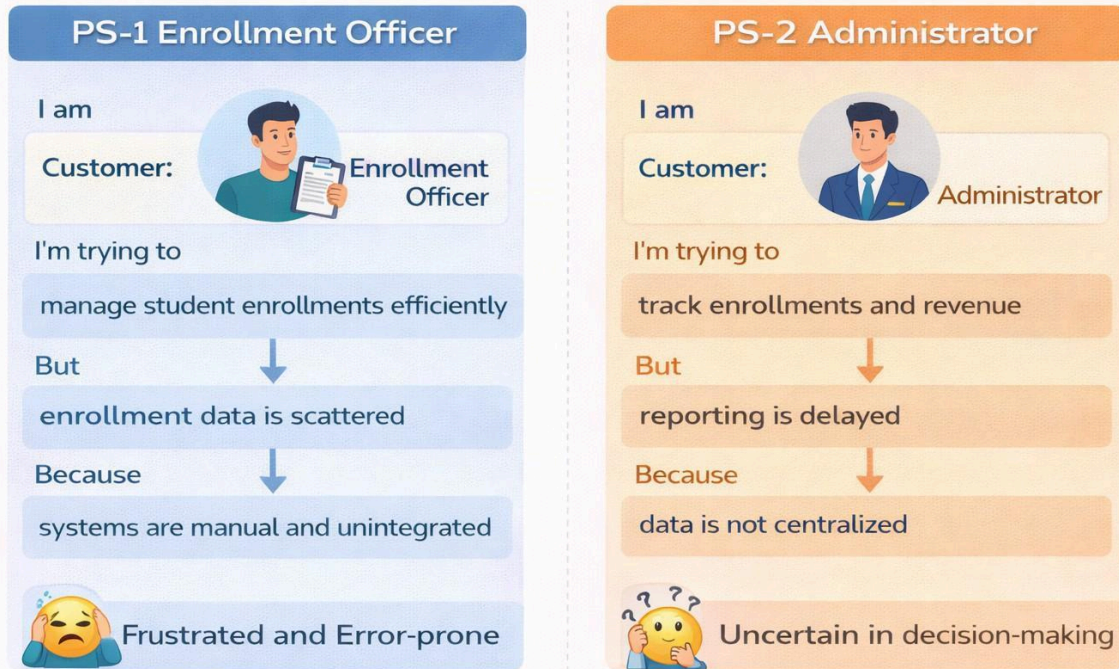 PS-1 Enrollment Officer
I am
Customer:
Enrollment
Officer
I'm trying to
manage student enrollments efficiently
But
enrollment data is scattered
Because
systems are manual and unintegrated
Frustrated and Error-prone
PS-2 Administrator
I am
Customer:
Administrator
I'm trying to
track enrollments and revenue
But
reporting is delayed
Because
data is not centralized
? ? ? ?
Uncertain in decision-making